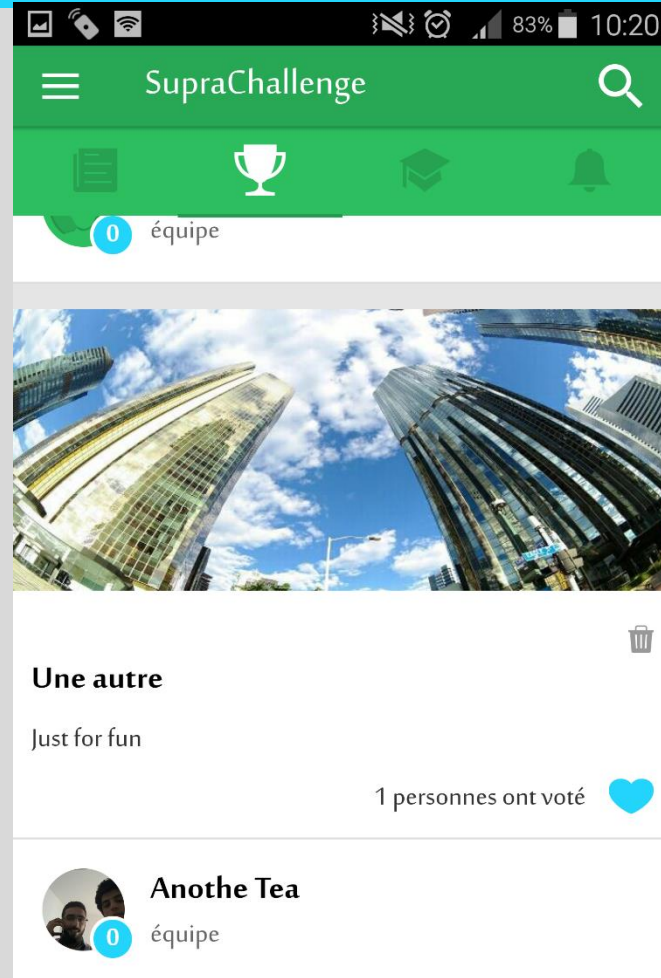 83% 10:20
SupraChallenge
0 équipe
Une autre
Just for fun
1 personnes ont voté
Anothe Tea
0 équipe